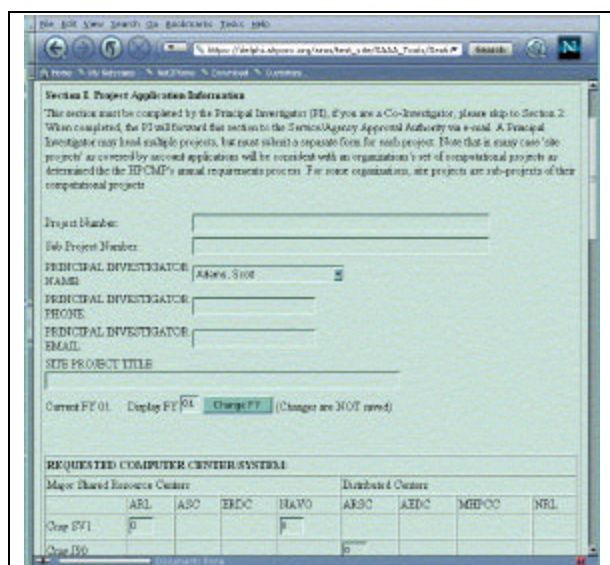 File Edit View Search Go Bookmarks Tasks Help
Search
N
Home My Netscape Net2Phone Download Customize...
Section I. Project Application Information
This section must be completed by the Principal Investigator (PI), if you are a Co-Investigator, please skip to Section 2.
When completed, the PI will forward this section to the Service/Agency Approval Authority via e-mail. A Principal
Investigator may head multiple projects, but must submit a separate form for each project. Note that in many case 'site
projects' as covered by account applications will be coincident with an organization's set of computational projects as
determined the the HPCMP's annual requirements process. For some organizations, site projects are sub-projects of their
computational projects
Project Number:
Sub Project Number:
PRINCIPAL INVESTIGATOR
NAME: Adams, Scott
PRINCIPAL INVESTIGATOR
PHONE:
PRINCIPAL INVESTIGATOR
EMAIL
SITE PROJECT TITLE
Current FY 01. Display FY 01 Change FY (Changes are NOT saved)
REQUESTED COMPUTER CENTER/SYSTEM:
Major Shared Resource Centers Distributed Centers
ARL ASC ERDC NAVO ARSC AEDC MHPCC NRL
Cray SV1 0
Cray T90 0